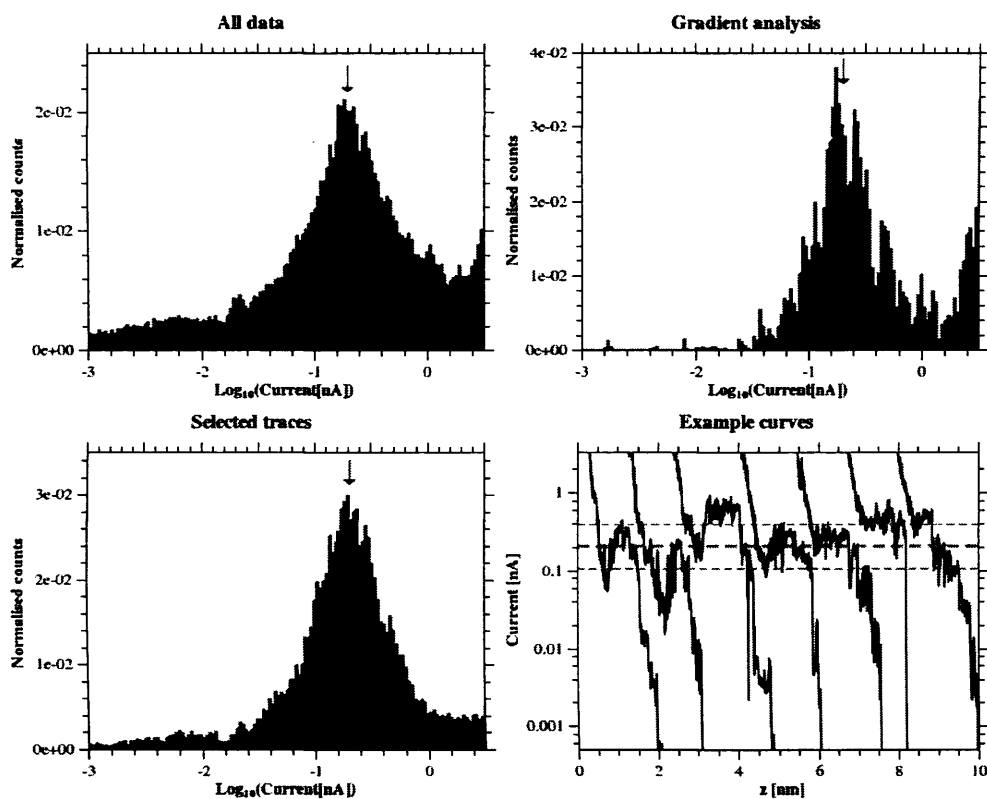 All data
Normalised counts
2e-02
1e-02
0e+00
-3 -2 -1 0
Log₁₀(Current[nA])
Gradient analysis
Normalised counts
4e-02
3e-02
2e-02
1e-02
0e+00
-3 -2 -1 0
Log₁₀(Current[nA])
Selected traces
Normalised counts
3e-02
2e-02
1e-02
0e+00
-3 -2 -1 0
Log₁₀(Current[nA])
Example curves
Current [nA]
1
0.1
0.01
0.001
0 2 4 6 8 10
z [nm]